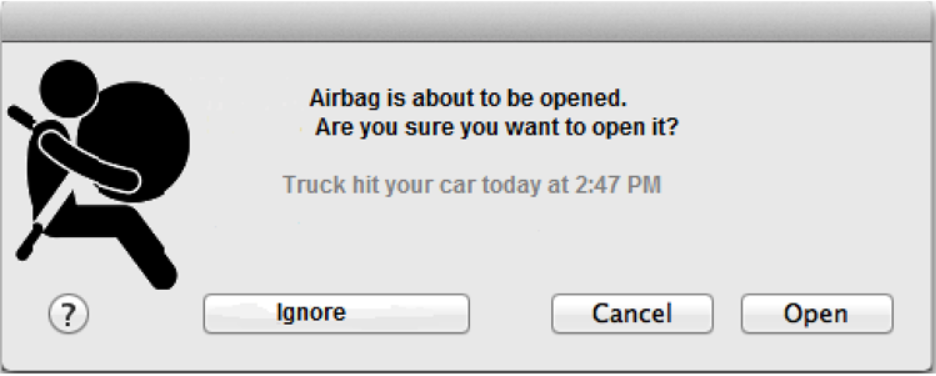 Airbag is about to be opened.
Are you sure you want to open it?
Truck hit your car today at 2:47 PM
? Ignore Cancel Open